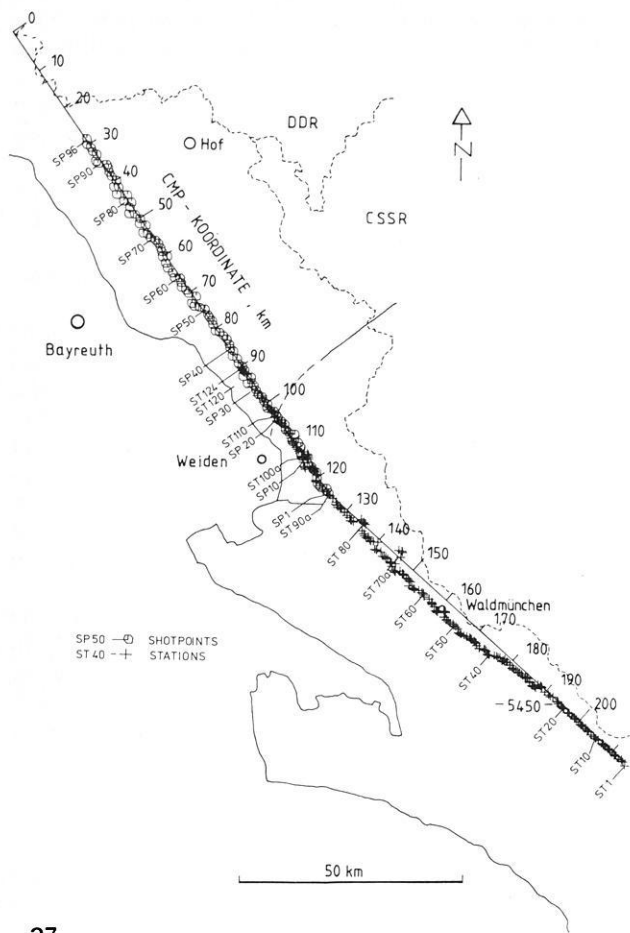 0
10
20
30
40
50
60
70
80
90
100
110
120
130
140
150
160
170
180
190
200
DDR
Hof
CSSR
N
CMP - KOORDINATE , km
SP96
SP90
SP80
SP70
SP60
SP50
SP40
ST124
ST120
SP30
ST110
SP20
ST100a
SP10
SP1
ST90a
ST80
ST70a
ST60
ST50
ST40
ST20
ST10
ST1
Bayreuth
Weiden
Waldmünchen
-5450-
SP50 SHOTPOINTS
ST40 STATIONS
50 km
27